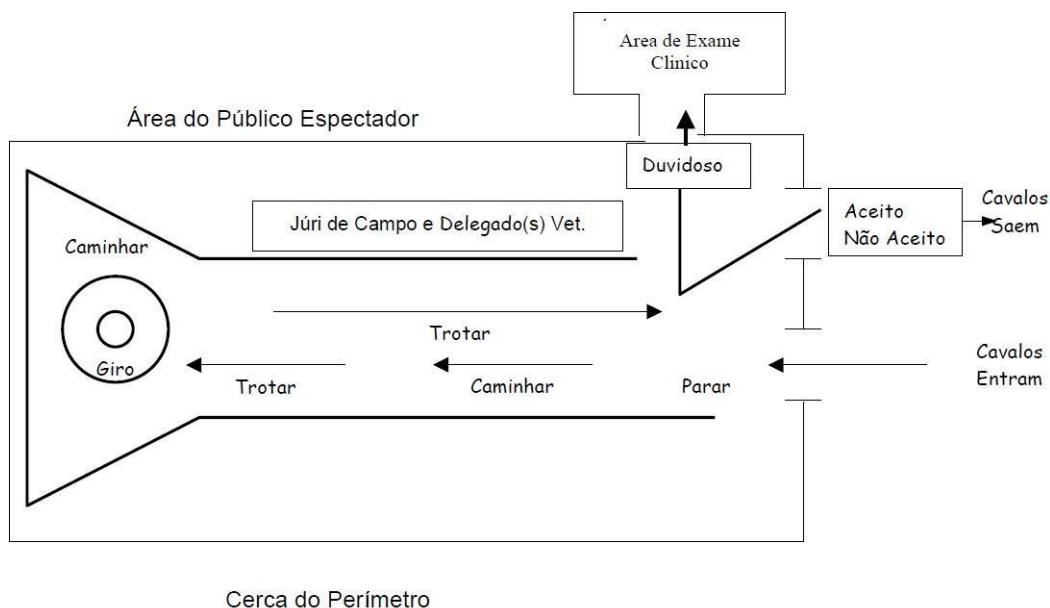 Area de Exame
Clinico
Área do Público Espectador
Duvidoso
Júri de Campo e Delegado(s) Vet.
Aceito
Não Aceito
Cavalos
Saem
Caminhar
Trotar
Giro
Trotar
Caminhar
Parar
Cavalos
Entram
Cerca do Perímetro